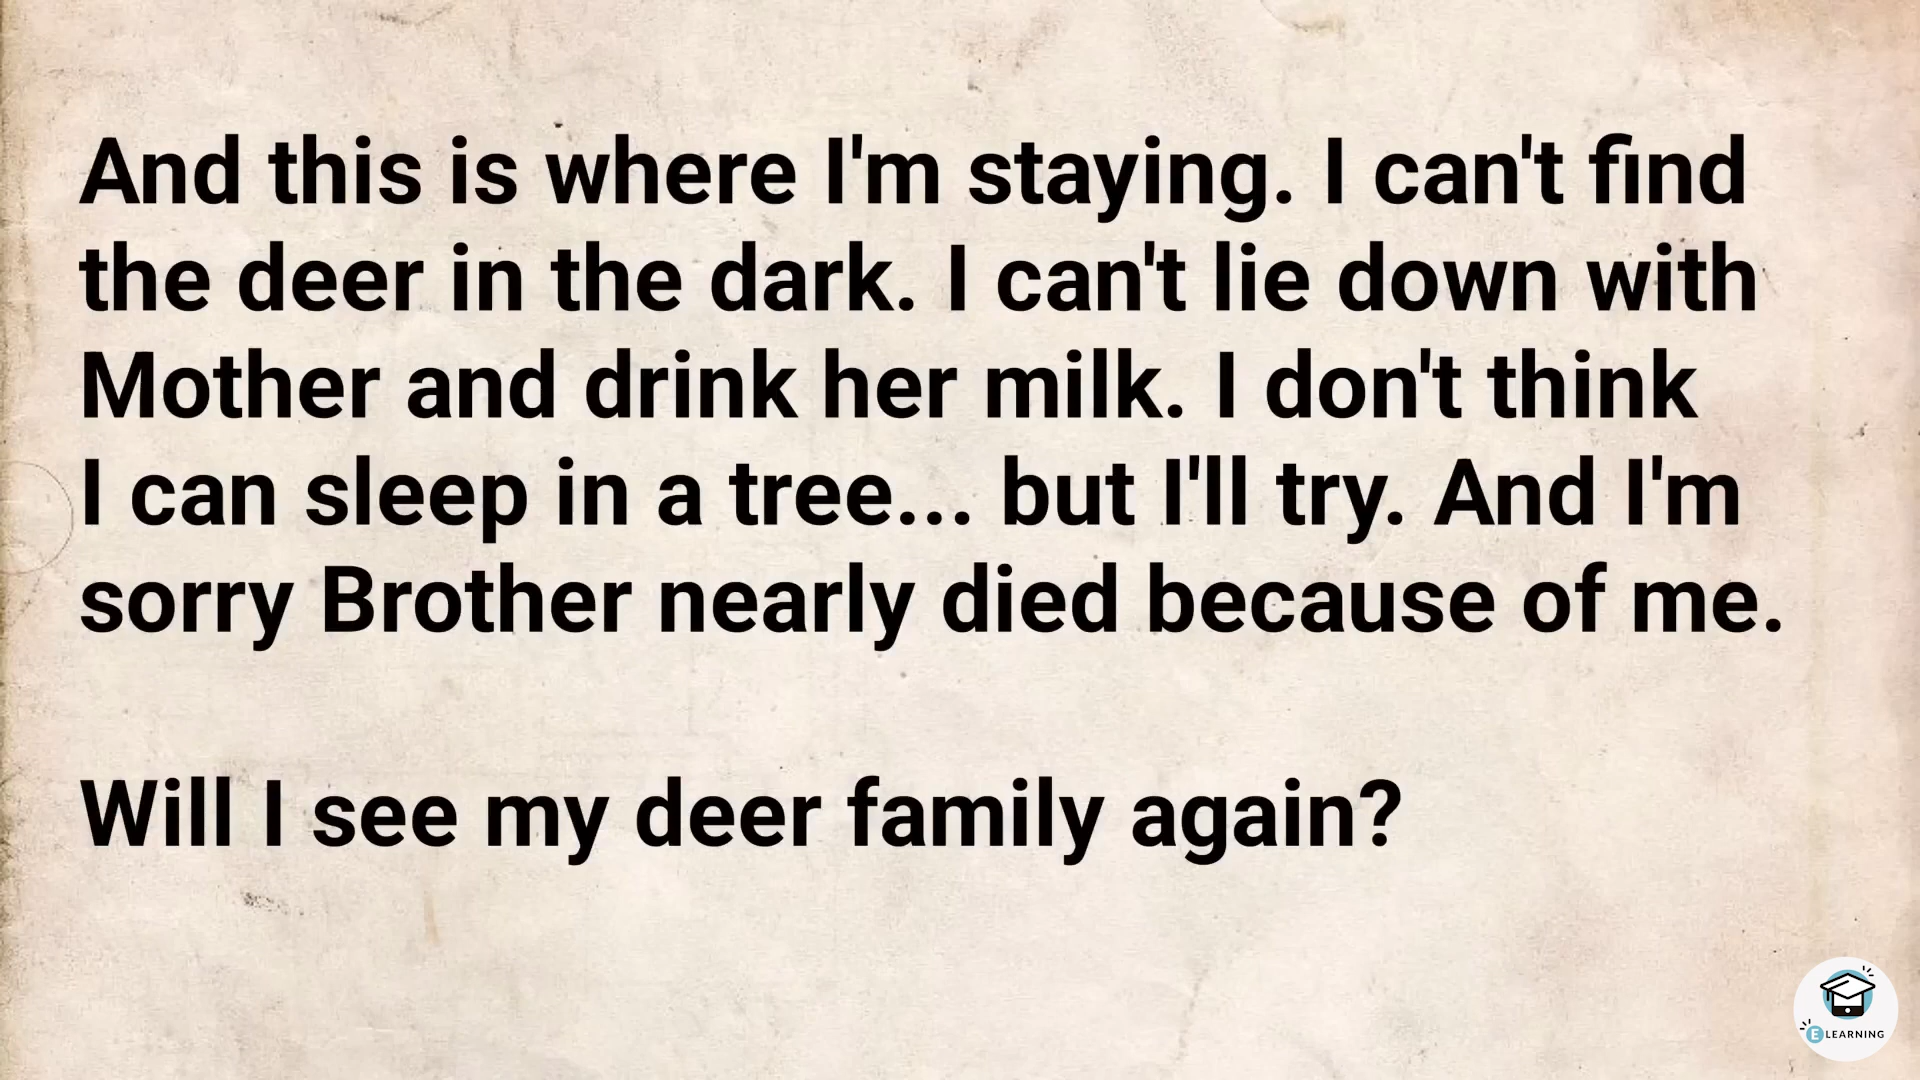 And this is where I'm staying. I can't find
the deer in the dark. I can't lie down with
Mother and drink her milk. I don't think
I can sleep in a tree... but I'll try. And I'm
sorry Brother nearly died because of me.
Will I see my deer family again?
E LEARNING